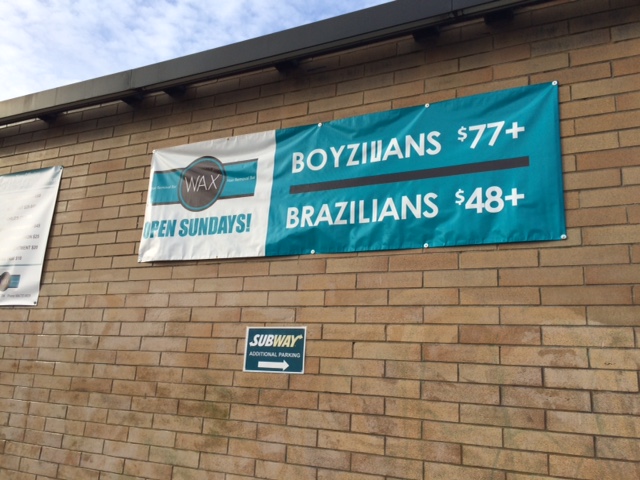 WAX
OPEN SUNDAYS!
BOYZILIANS $77+
BRAZILIANS $48+
SUBWAY
ADDITIONAL PARKING